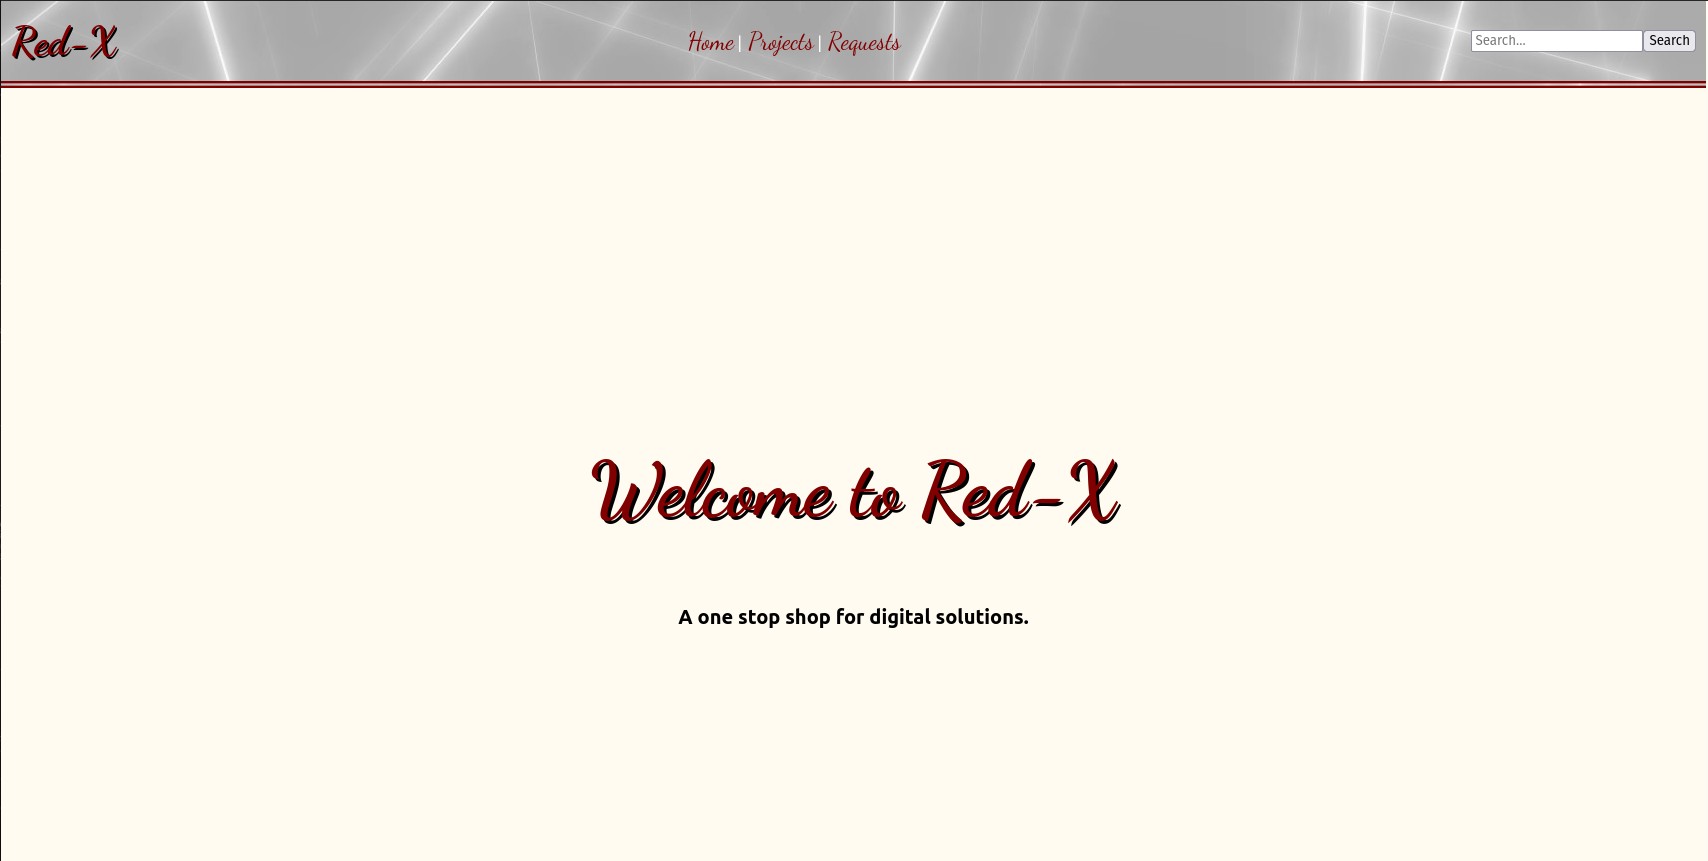 Red-X
Home | Projects | Requests
Search... Search
Welcome to Red-X
A one stop shop for digital solutions.